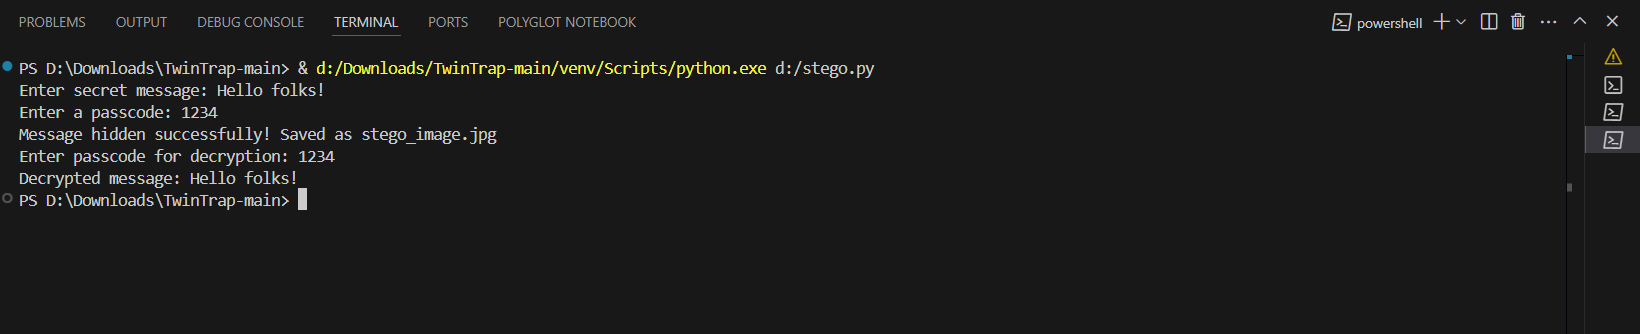 PROBLEMS OUTPUT DEBUG CONSOLE TERMINAL PORTS POLYGLOT NOTEBOOK powershell
PS D:\Downloads\TwinTrap-main> & d:/Downloads/TwinTrap-main/venv/Scripts/python.exe d:/stego.py
Enter secret message: Hello folks!
Enter a passcode: 1234
Message hidden successfully! Saved as stego_image.jpg
Enter passcode for decryption: 1234
Decrypted message: Hello folks!
PS D:\Downloads\TwinTrap-main>